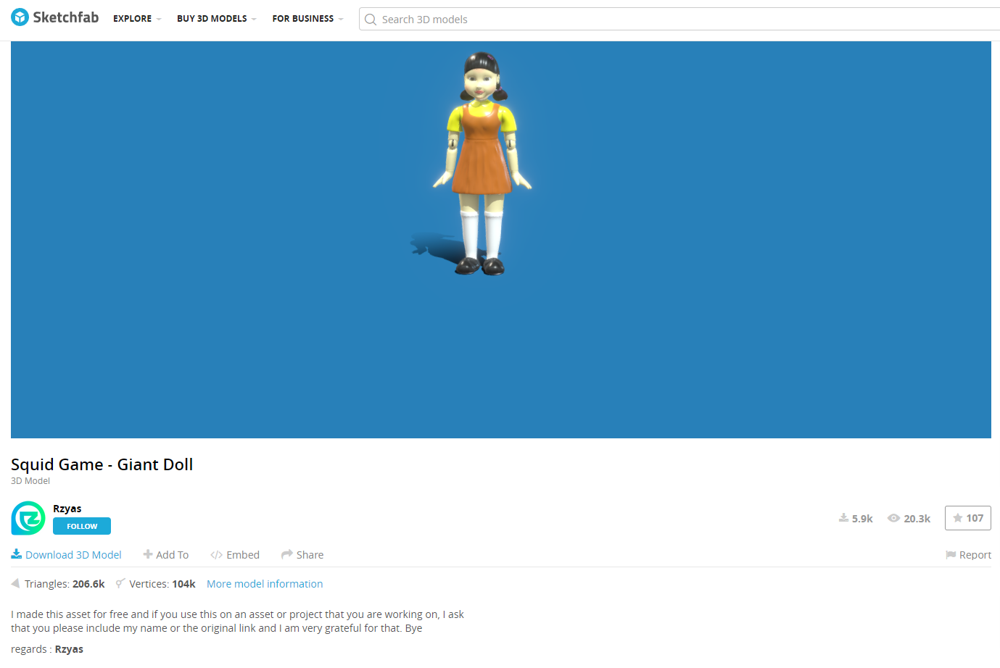 Sketchfab EXPLORE BUY 3D MODELS FOR BUSINESS Search 3D models
Squid Game - Giant Doll
3D Model
Rzyas
FOLLOW
5.9k 20.3k 107
Download 3D Model Add To Embed Share Report
Triangles: 206.6k Vertices: 104k More model information
I made this asset for free and if you use this on an asset or project that you are working on, I ask
that you please include my name or the original link and I am very grateful for that. Bye
regards : Rzyas